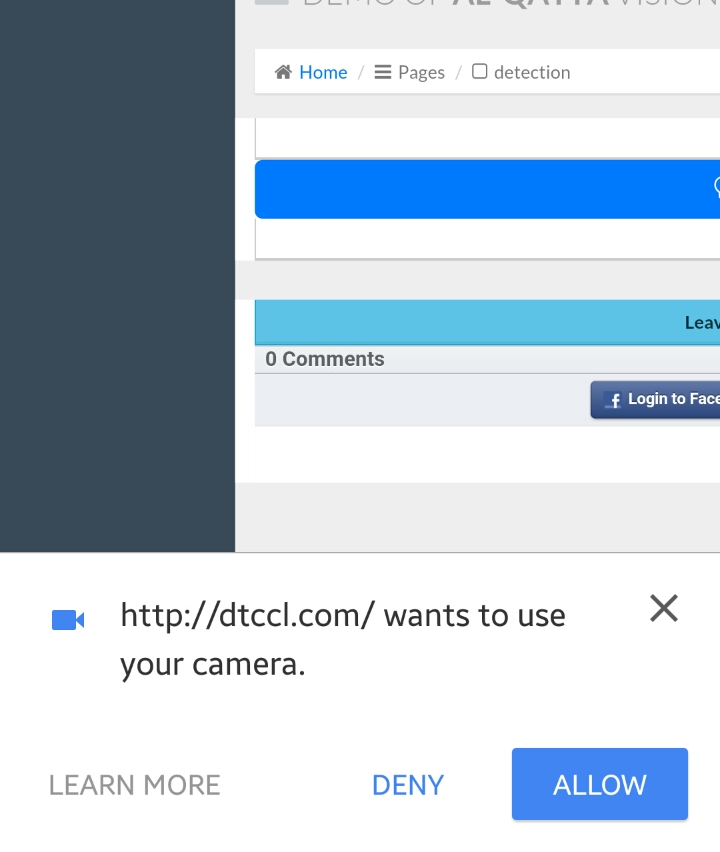 DEMO OF AL-QATTA VISION
Home / Pages / detection
Leav
0 Comments
Login to Face
http://dtccl.com/ wants to use
your camera.
LEARN MORE
DENY
ALLOW